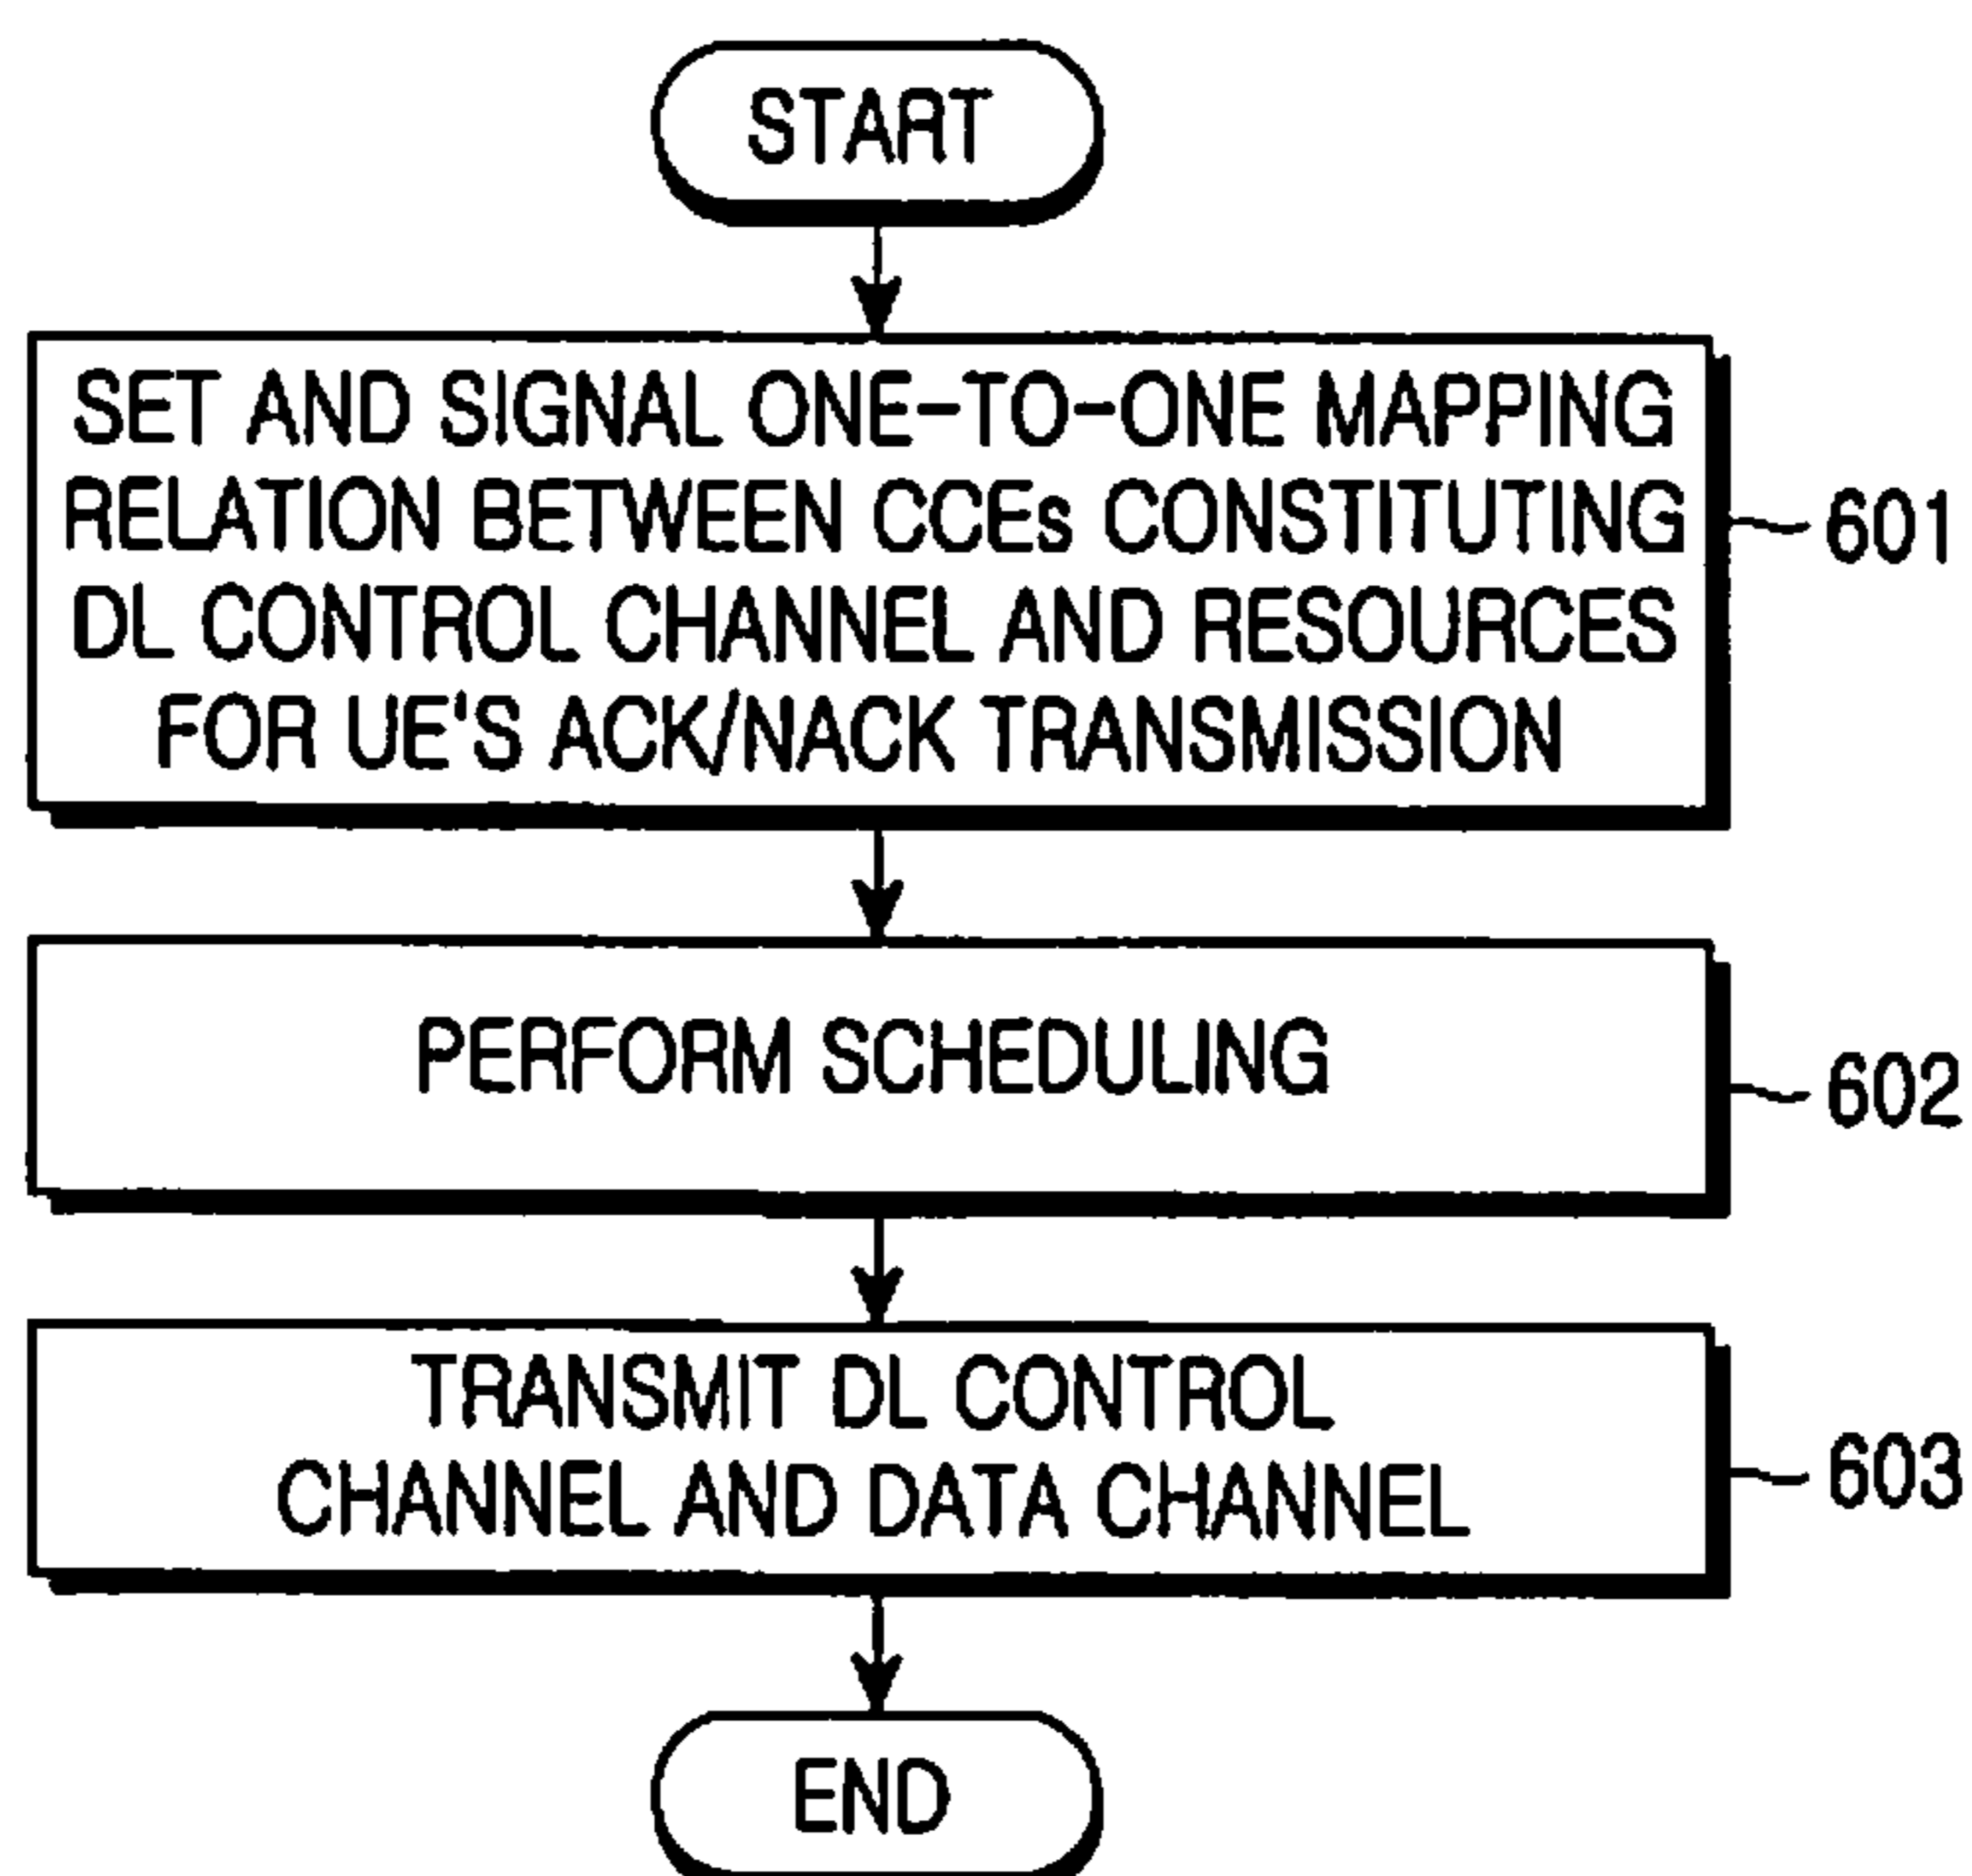 START
SET AND SIGNAL ONE-TO-ONE MAPPING
RELATION BETWEEN CCEs CONSTITUTING
DL CONTROL CHANNEL AND RESOURCES
FOR UE'S ACK/NACK TRANSMISSION
601
PERFORM SCHEDULING
602
TRANSMIT DL CONTROL
CHANNEL AND DATA CHANNEL
603
END